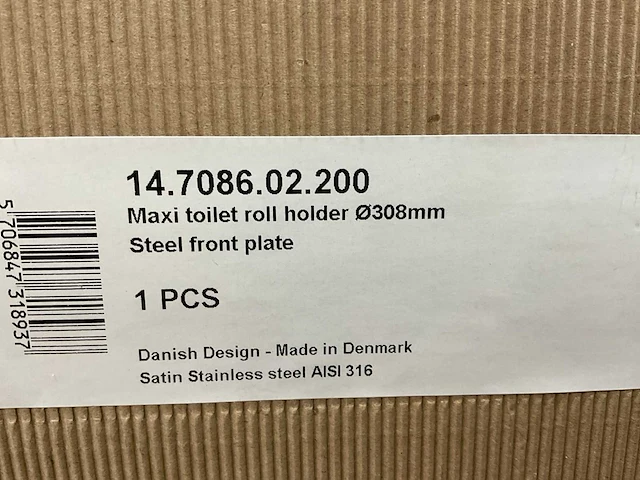 14.7086.02.200
Maxi toilet roll holder Ø308mm
Steel front plate
1 PCS
Danish Design - Made in Denmark
Satin Stainless steel AISI 316
5 706847 318937